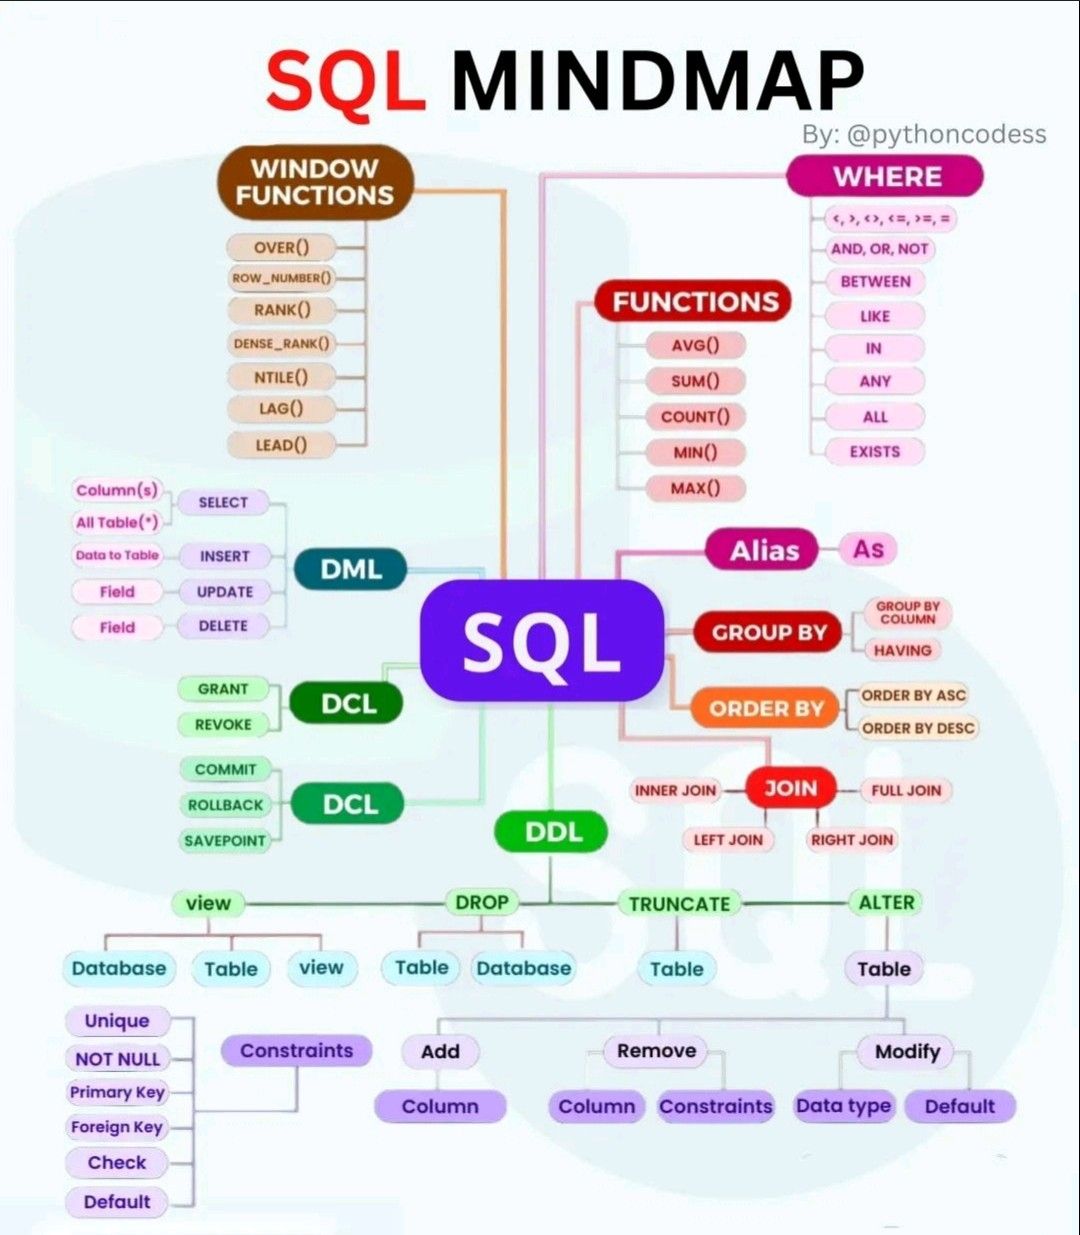 SQL MINDMAP
By: @pythoncodess
WINDOW
FUNCTIONS
OVER()
ROW_NUMBER()
RANK()
DENSE_RANK()
NTILE()
LAG()
LEAD()
WHERE
<, >, <>, <=, >=, =
AND, OR, NOT
BETWEEN
LIKE
IN
ANY
ALL
EXISTS
FUNCTIONS
AVG()
SUM()
COUNT()
MIN()
MAX()
Column(s)
All Table(*)
SELECT
Data to Table
INSERT
Field
UPDATE
Field
DELETE
DML
Alias
As
SQL
GROUP BY
GROUP BY
COLUMN
HAVING
GRANT
REVOKE
DCL
ORDER BY
ORDER BY ASC
ORDER BY DESC
COMMIT
ROLLBACK
SAVEPOINT
DCL
JOIN
INNER JOIN
FULL JOIN
LEFT JOIN
RIGHT JOIN
DDL
view
DROP
TRUNCATE
ALTER
Database
Table
view
Table
Database
Table
Table
Unique
NOT NULL
Primary Key
Foreign Key
Check
Default
Constraints
Add
Remove
Modify
Column
Column
Constraints
Data type
Default
SQL